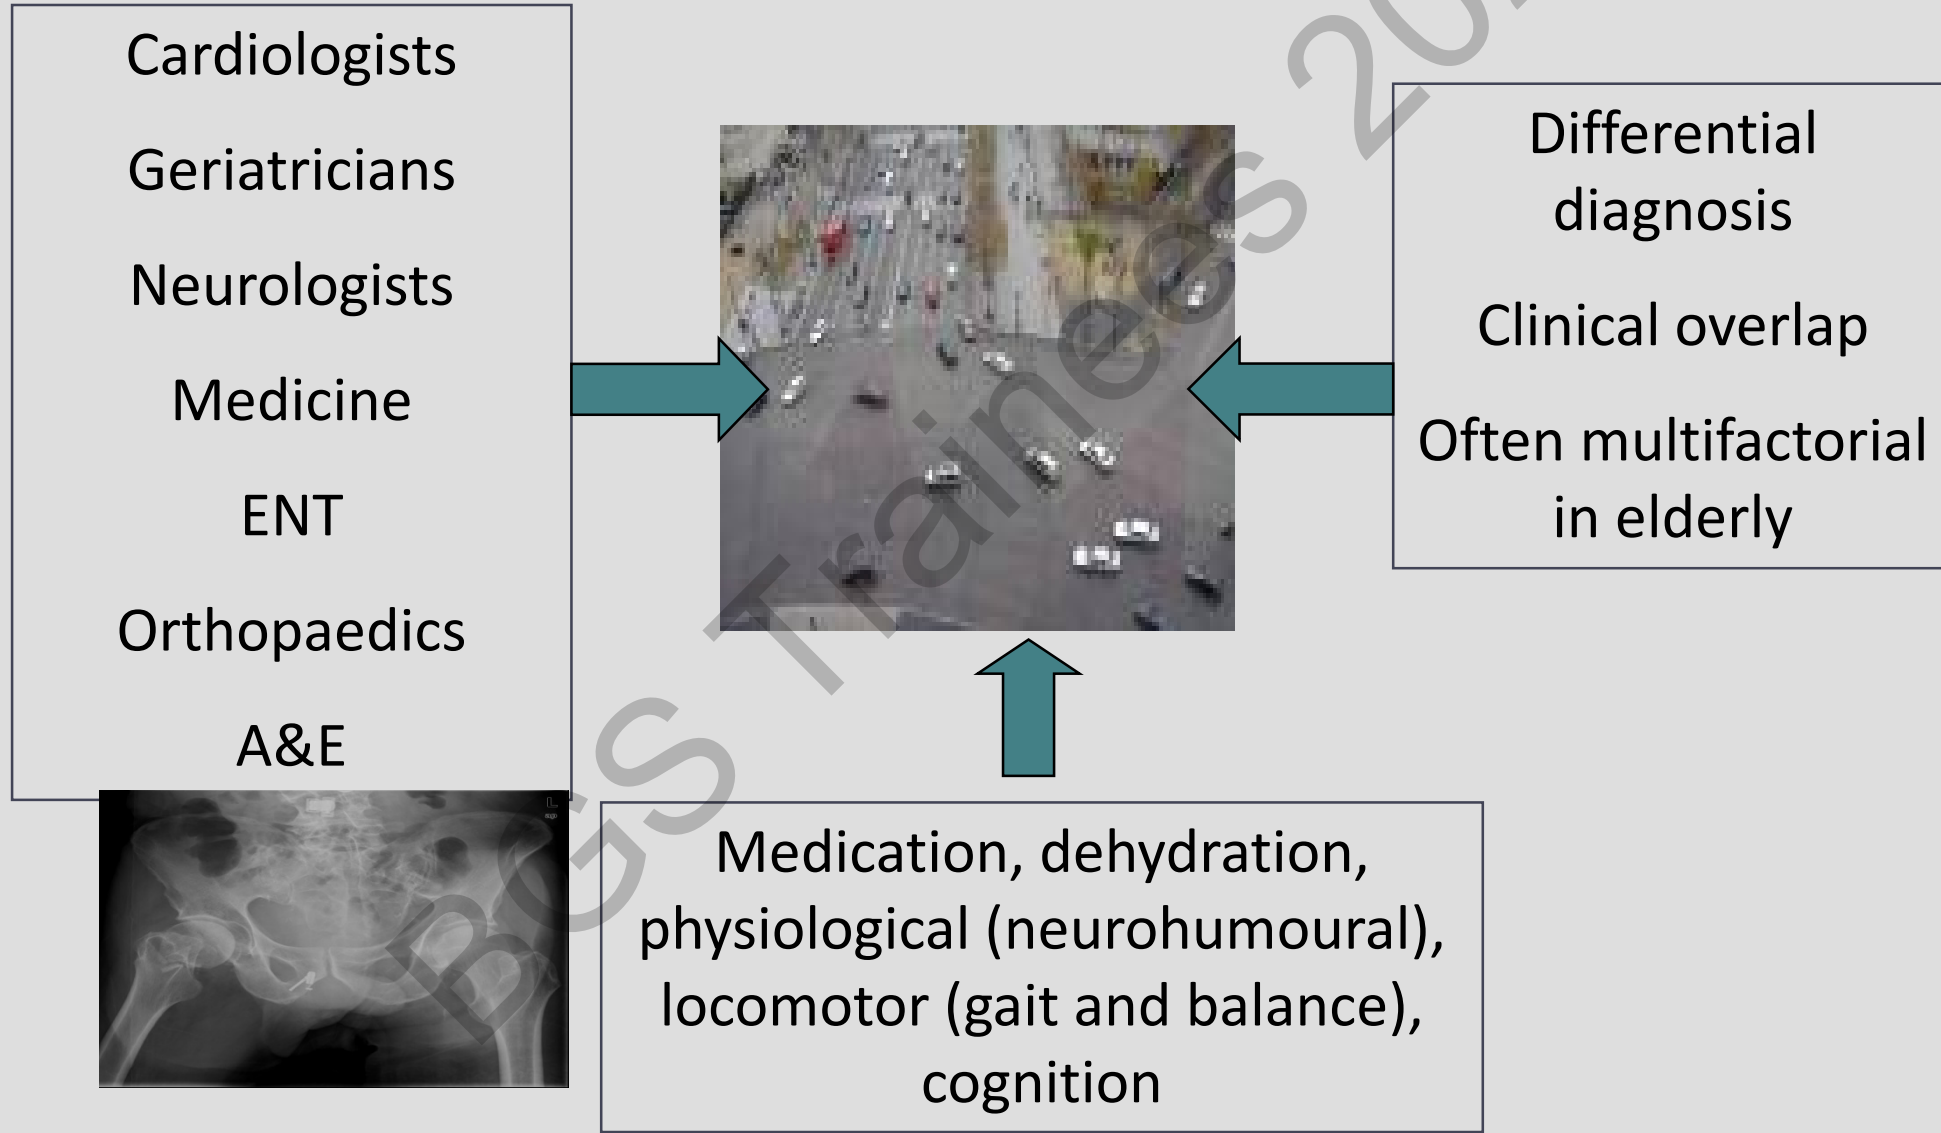 Cardiologists
Geriatricians
Neurologists
Medicine
ENT
Orthopaedics
A&E
Differential
diagnosis
Clinical overlap
Often multifactorial
in elderly
Medication, dehydration,
physiological (neurohumoural),
locomotor (gait and balance),
cognition
BGS Trainees 20
L